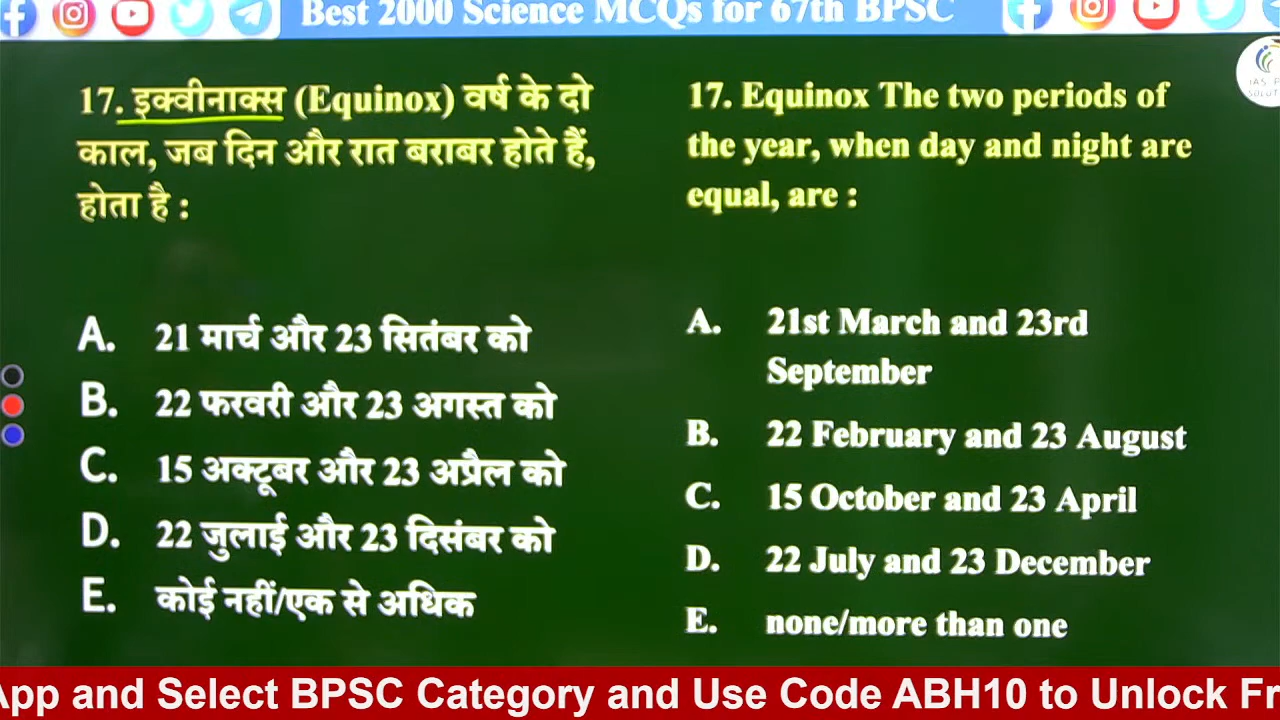 Best 2000 Science MCQs for 67th BPSC
17. इक्वीनाक्स (Equinox) वर्ष के दो
काल, जब दिन और रात बराबर होते हैं,
होता है :
A. 21 मार्च और 23 सितंबर को
B. 22 फरवरी और 23 अगस्त को
C. 15 अक्टूबर और 23 अप्रैल को
D. 22 जुलाई और 23 दिसंबर को
E. कोई नहीं/एक से अधिक
17. Equinox The two periods of
the year, when day and night are
equal, are :
A. 21st March and 23rd
September
B. 22 February and 23 August
C. 15 October and 23 April
D. 22 July and 23 December
E. none/more than one
IAS
App and Select BPSC Category and Use Code ABH10 to Unlock